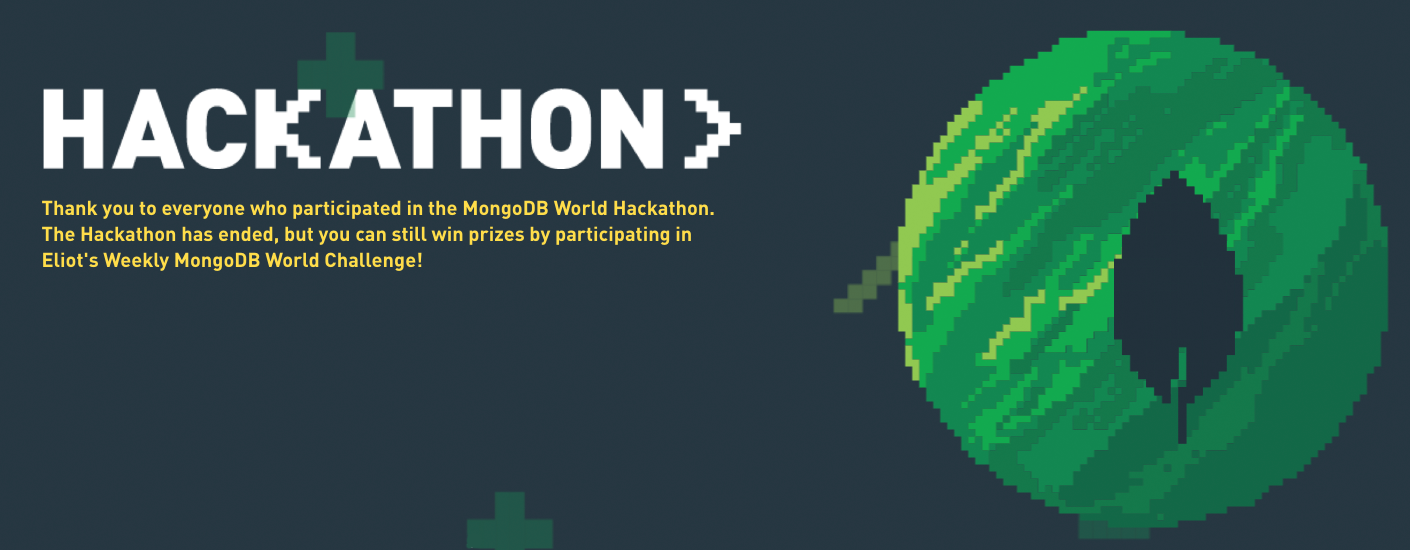 HACKATHON >
Thank you to everyone who participated in the MongoDB World Hackathon.
The Hackathon has ended, but you can still win prizes by participating in
Eliot's Weekly MongoDB World Challenge!